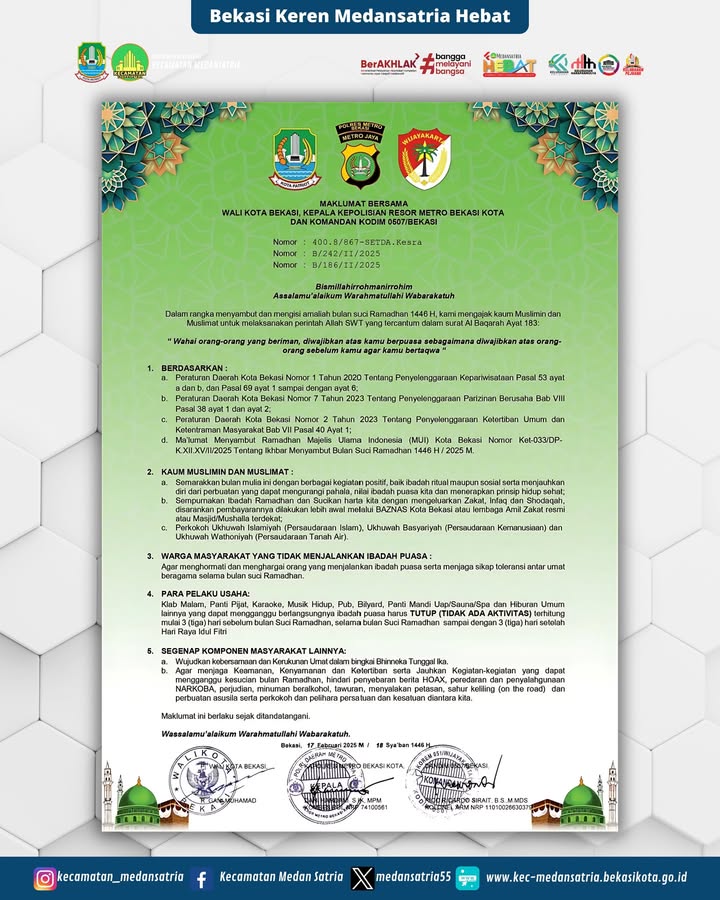 Bekasi Keren Medansatria Hebat
KECAMATAN MEDANSATRIA
BerAKHLAK
#bangga
melayani
bangsa
MEDANSATRIA
HEBAT
KOTA PATRIOT
POLRES METRO
BEKASI
METRO JAYA
WIJAYAKARTA
MAKLUMAT BERSAMA
WALI KOTA BEKASI, KEPALA KEPOLISIAN RESOR METRO BEKASI KOTA
DAN KOMANDAN KODIM 0507/BEKASI
Nomor : 400.8/867-SETDA.Kesra
Nomor : B/242/II/2025
Nomor : B/186/II/2025
Bismillahirrohmanirrohim
Assalamu'alaikum Warahmatullahi Wabarakatuh
Dalam rangka menyambut dan mengisi amaliah bulan suci Ramadhan 1446 H, kami mengajak kaum Muslimin dan
Muslimat untuk melaksanakan perintah Allah SWT yang tercantum dalam surat Al Baqarah Ayat 183:
" Wahai orang-orang yang beriman, diwajibkan atas kamu berpuasa sebagaimana diwajibkan atas orang-
orang sebelum kamu agar kamu bertaqwa "
1. BERDASARKAN :
a. Peraturan Daerah Kota Bekasi Nomor 1 Tahun 2020 Tentang Penyelenggaraan Kepariwisataan Pasal 53 ayat
a dan b, dan Pasal 69 ayat 1 sampai dengan ayat 6;
b. Peraturan Daerah Kota Bekasi Nomor 7 Tahun 2023 Tentang Penyelenggaraan Parizinan Berusaha Bab VIII
Pasal 38 ayat 1 dan ayat 2;
c. Peraturan Daerah Kota Bekasi Nomor 2 Tahun 2023 Tentang Penyelenggaraan Ketertiban Umum dan
Ketentraman Masyarakat Bab VII Pasal 40 Ayat 1;
d. Ma'lumat Menyambut Ramadhan Majelis Ulama Indonesia (MUI) Kota Bekasi Nomor Ket-033/DP-
K.XII.XV/II/2025 Tentang Ikhbar Menyambut Bulan Suci Ramadhan 1446 H / 2025 M.
2. KAUM MUSLIMIN DAN MUSLIMAT :
a. Semarakkan bulan mulia ini dengan berbagai kegiatan positif, baik ibadah ritual maupun sosial serta menjauhkan
diri dari perbuatan yang dapat mengurangi pahala, nilai ibadah puasa kita dan menerapkan prinsip hidup sehat;
b. Sempurnakan Ibadah Ramadhan dan Sucikan harta kita dengan mengeluarkan Zakat, Infaq dan Shodaqah,
disarankan pembayarannya dilakukan lebih awal melalui BAZNAS Kota Bekasi atau lembaga Amil Zakat resmi
atau Masjid/Mushalla terdekat;
c. Perkokoh Ukhuwah Islamiyah (Persaudaraan Islam), Ukhuwah Basyariyah (Persaudaraan Kemanusiaan) dan
Ukhuwah Wathoniyah (Persaudaraan Tanah Air).
3. WARGA MASYARAKAT YANG TIDAK MENJALANKAN IBADAH PUASA :
Agar menghormati dan menghargai orang yang menjalankan ibadah puasa serta menjaga sikap toleransi antar umat
beragama selama bulan suci Ramadhan.
4. PARA PELAKU USAHA:
Klab Malam, Panti Pijat, Karaoke, Musik Hidup, Pub, Bilyard, Panti Mandi Uap/Sauna/Spa dan Hiburan Umum
lainnya yang dapat mengganggu berlangsungnya ibadah puasa harus TUTUP (TIDAK ADA AKTIVITAS) terhitung
mulai 3 (tiga) hari sebelum bulan Suci Ramadhan, selama bulan Suci Ramadhan sampai dengan 3 (tiga) hari setelah
Hari Raya Idul Fitri
5. SEGENAP KOMPONEN MASYARAKAT LAINNYA:
a. Wujudkan kebersamaan dan Kerukunan Umat dalam bingkai Bhinneka Tunggal Ika.
b. Agar menjaga Keamanan, Kenyamanan dan Ketertiban serta Jauhkan Kegiatan-kegiatan yang dapat
mengganggu kesucian bulan Ramadhan, hindari penyebaran berita HOAX, peredaran dan penyalahgunaan
NARKOBA, perjudian, minuman beralkohol, tawuran, menyalakan petasan, sahur keliling (on the road) dan
perbuatan asusila serta perkokoh dan pelihara persatuan dan kesatuan diantara kita.
Maklumat ini berlaku sejak ditandatangani.
Wassalamu'alaikum Warahmatullahi Wabarakatuh.
Bekasi, 17 Februari 2025 M / 18 Sya'ban 1446 H
WALI KOTA BEKASI,
METRO BEKASI KOTA,
BEKASI,
WALIKOTA
BEKASI
KEPALA
MUHAMAD
S.IK, MPM
74100561
RICARDO SIRAIT, B.S.,M.MDS
ARM NRP 11010026630379
kecamatan_medansatria
Kecamatan Medan Satria
medansatria55
www.kec-medansatria.bekasikota.go.id